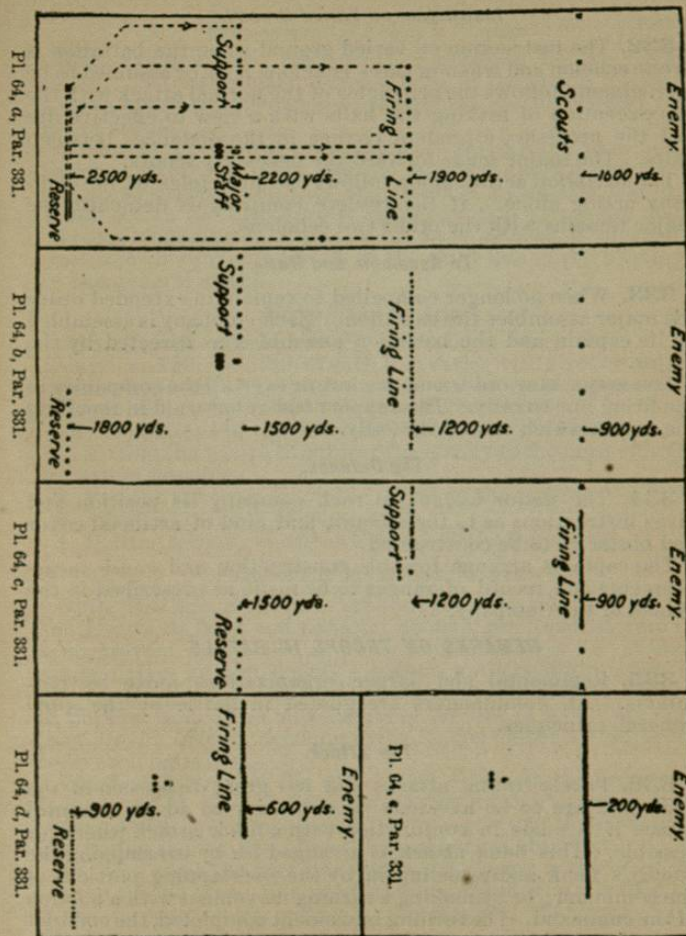 Enemy.
Scouts
←1600 yds.
Firing Line
←1900 yds.
Support
Major
Staff
←2200 yds.
←2500 yds.
Reserve
Pl. 64, a, Par. 331.
←900 yds.
Firing Line
←1200 yds.
Support
←1500 yds.
Reserve
←1800 yds.
Pl. 64, b, Par. 331.
Enemy.
Firing Line
←900 yds.
Support
←1200 yds.
←1500 yds.
Reserve
Pl. 64, c, Par. 331.
Enemy.
Firing Line
←600 yds.
←900 yds.
Reserve
Pl. 64, d, Par. 331.
←200 yds.
Pl. 64, e, Par. 331.